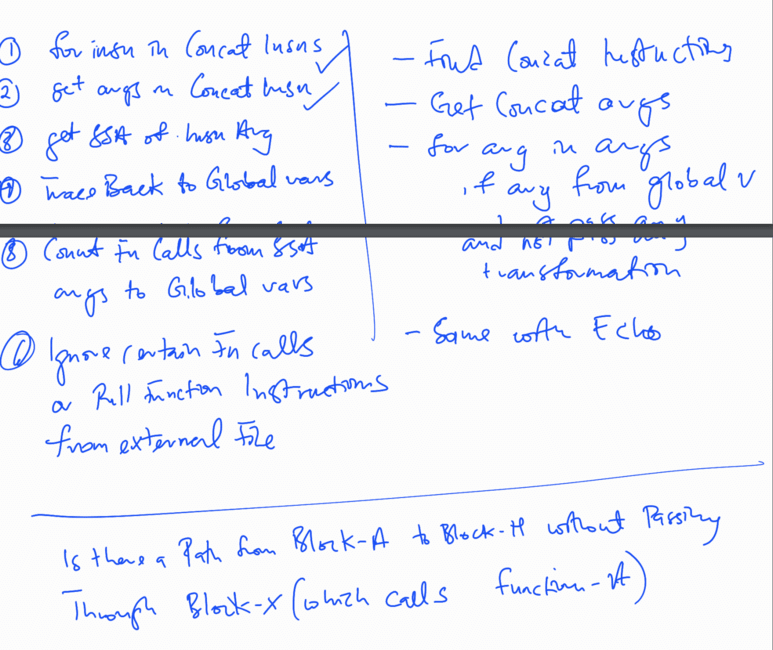 ① for insn in Concat Insns
② get args in Concat Insn
③ get SSA of Insn Arg
④ Trace Back to Global vars
⑤ Count Fn Calls from SSA
args to Global vars
⑥ Ignore certain Fn calls
or Pull Function Instructions
from external File
- Find Concat Instructions
- Get Concat args
- for arg in args
if any from global v
and not pass any
transformation
- Same with Echo
Is there a Path from Block-A to Block-H without Passing
Through Block-X (which calls function-A)